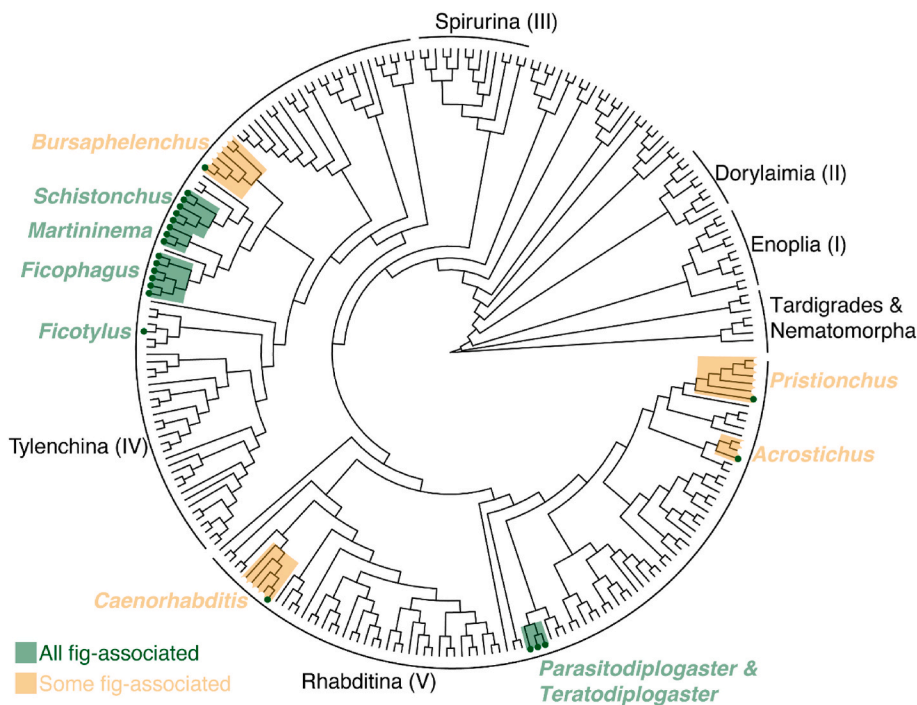 Spirurina (III)
Bursaphelenchus
Schistonchus
Martininema
Ficophagus
Ficotylus
Tylenchina (IV)
Dorylaimia (II)
Enoplia (I)
Tardigrades &
Nematomorpha
Pristionchus
Acrostichus
Caenorhabditis
Rhabditina (V)
Parasitodiplogaster &
Teratodiplogaster
All fig-associated
Some fig-associated